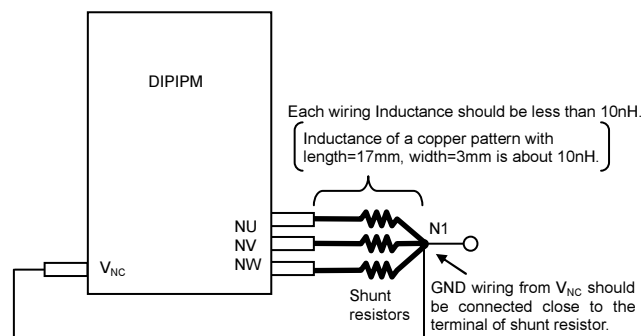 DIPIPM
Each wiring Inductance should be less than 10nH.
Inductance of a copper pattern with
length=17mm, width=3mm is about 10nH.
NU
NV
NW
N1
VNC
Shunt
resistors
GND wiring from VNC should
be connected close to the
terminal of shunt resistor.